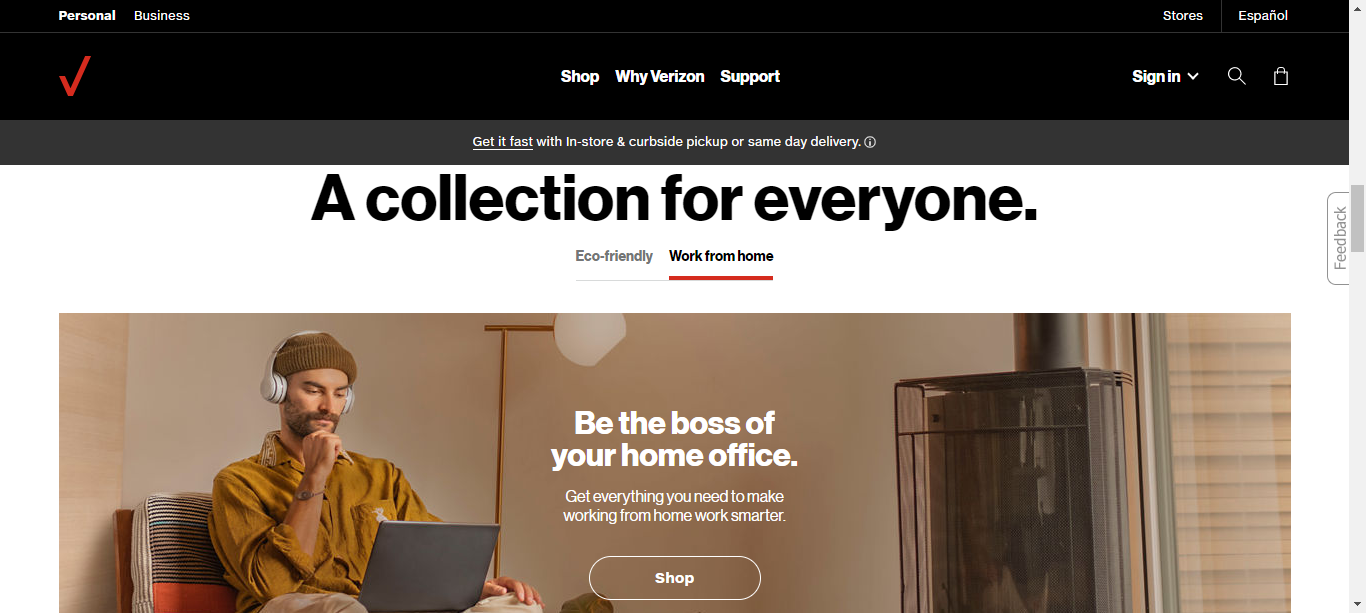 Personal Business Stores Español
Shop Why Verizon Support Sign in
Get it fast with In-store & curbside pickup or same day delivery.
A collection for everyone.
Eco-friendly Work from home
Feedback
Be the boss of
your home office.
Get everything you need to make
working from home work smarter.
Shop